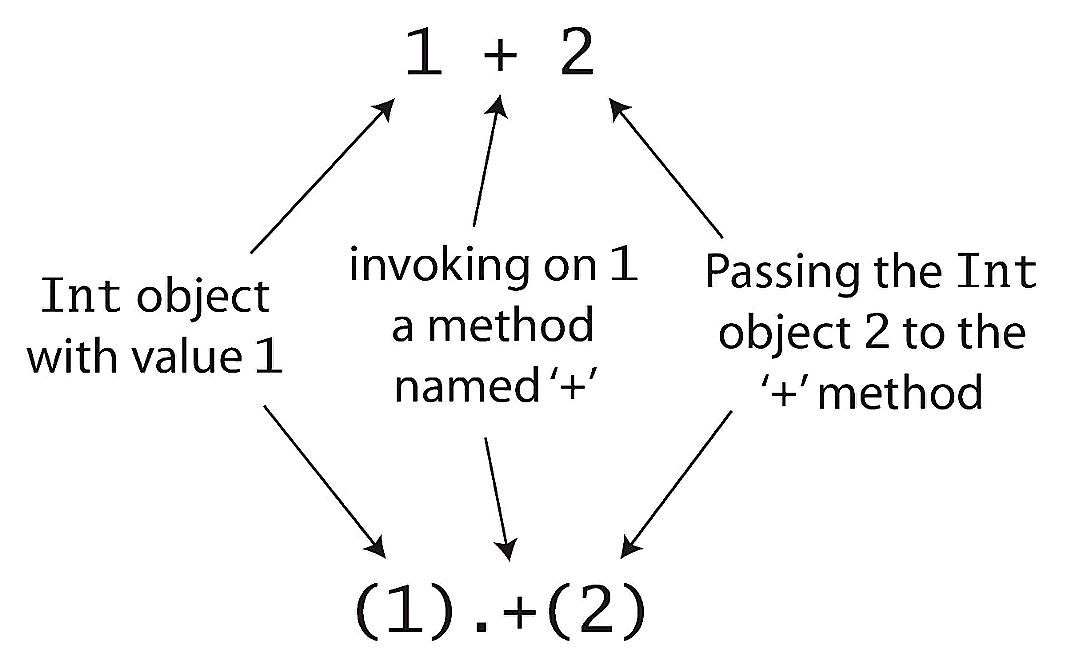 1 + 2
Int object
with value 1
invoking on 1
a method
named ‘+’
Passing the Int
object 2 to the
‘+’ method
(1).+(2)